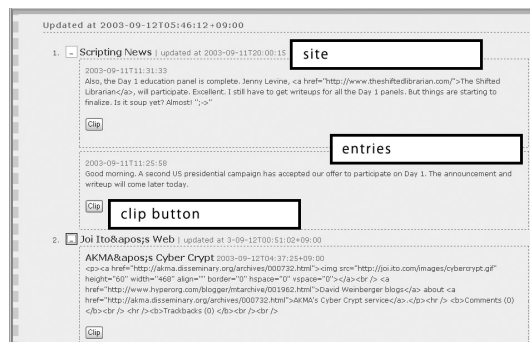 Updated at 2003-09-12T05:46:12+09:00
1. - Scripting News | updated at 2003-09-11T20:00:15
site
2003-09-11T11:31:33
Also, the Day 1 education panel is complete. Jenny Levine, <a href="http://www.theshiftedlibrarian.com/">The Shifted
Librarian</a>, will participate. Excellent. I still have to get writeups for all the Day 1 panels. But things are starting to
finalize. Is it soup yet? Almost! ";->"
Clip
entries
2003-09-11T11:25:58
Good morning. A second US presidential campaign has accepted our offer to participate on Day 1. The announcement and
writeup will come later today.
Clip
clip button
2. - Joi Ito&apos;s Web | updated at 3-09-12T00:51:02+09:00
AKMA&apos;s Cyber Crypt 2003-09-12T04:37:25+09:00
<p><a href="http://akma.disseminary.org/archives/000732.html"><img src="http://joi.ito.com/images/cybercrypt.gif"
height="60" width="468" align="" border="0" hspace="0" vspace="0"></a><br /> <a
href="http://www.hyperorg.com/blogger/mtarchive/001962.html">David Weinberger blogs</a> about <a
href="http://akma.disseminary.org/archives/000732.html">AKMA's Cyber Crypt service</a>.</p><hr /> <b>Comments (0)
</b><br /> <hr /><b>Trackbacks (0) </b><br /><br />
Clip